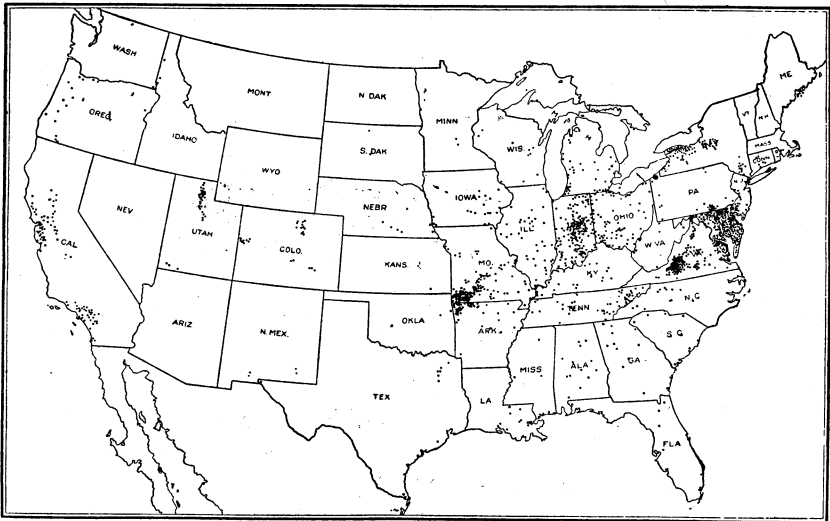 WASH
MONT
N DAK
MINN
ME
OREG
IDAHO
S. DAK
WIS.
VT
N H
MASS
CONN
WYO
IOWA
NEBR
PA
NEV
UTAH
COLO.
ILL
OHIO
W VA
CAL
KANS
MO.
KY
ARIZ
N. MEX.
OKLA
ARK
TENN
N. C
S C
MISS
ALA
GA
TEX
LA
FLA